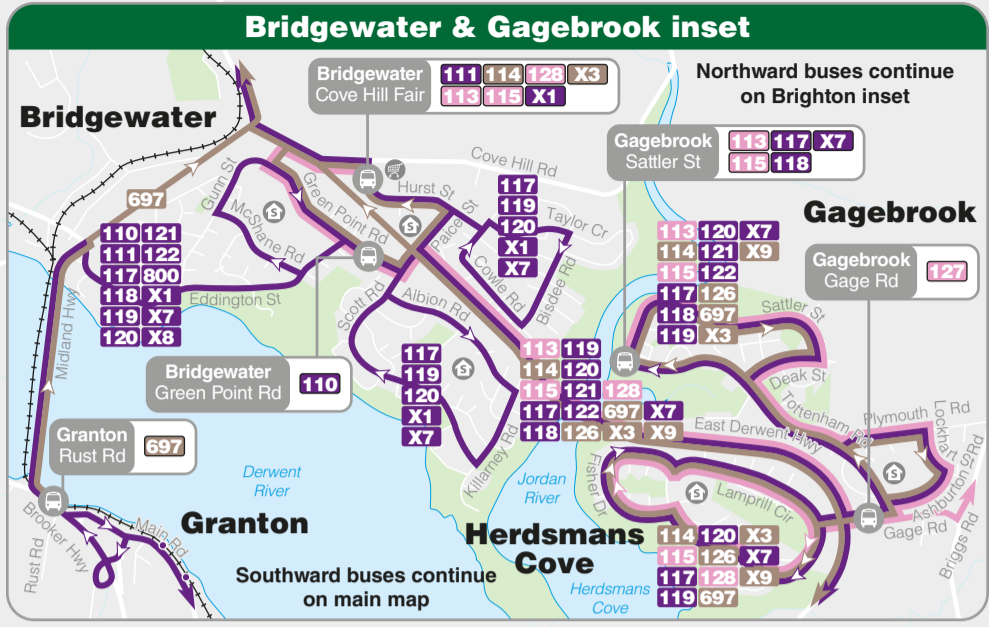 Bridgewater & Gagebrook inset
Bridgewater
Cove Hill Fair
111 114 128 X3
113 115 X1
Northward buses continue
on Brighton inset
Bridgewater
Gagebrook
Sattler St
113 117 X7
115 118
Cove Hill Rd
Gunn St
Green Point Rd
Hurst St
Paice St
117
119
120
X1
X7
Taylor Cr
697
McShane Rd
Cowle Rd
Bisdee Rd
Gagebrook
110 121
111 122
117 800
118 X1
119 X7
120 X8
113 120 X7
114 121 X9
115 122
117 126
118 697
119 X3
Gagebrook
Gage Rd
127
Eddington St
Scott Rd
Albion Rd
Sattler St
Midland Hwy
Bridgewater
Green Point Rd
110
117
119
120
X1
X7
113 119
114 120
115 121 128
117 122 697 X7
118 126 X3 X9
Deak St
Tottenham Rd
Plymouth Rd
Lockhart St
Granton
Rust Rd
697
East Derwent Hwy
Killarney Rd
Derwent
River
Jordan
River
Fisher Dr
Lamprill Cir
Ashburton Rd
Gage Rd
Briggs Rd
Brooker Hwy
Main Rd
Granton
Rust Rd
Herdsmans
Cove
114 120 X3
115 126 X7
117 128 X9
119 697
Southward buses continue
on main map
Herdsmans
Cove